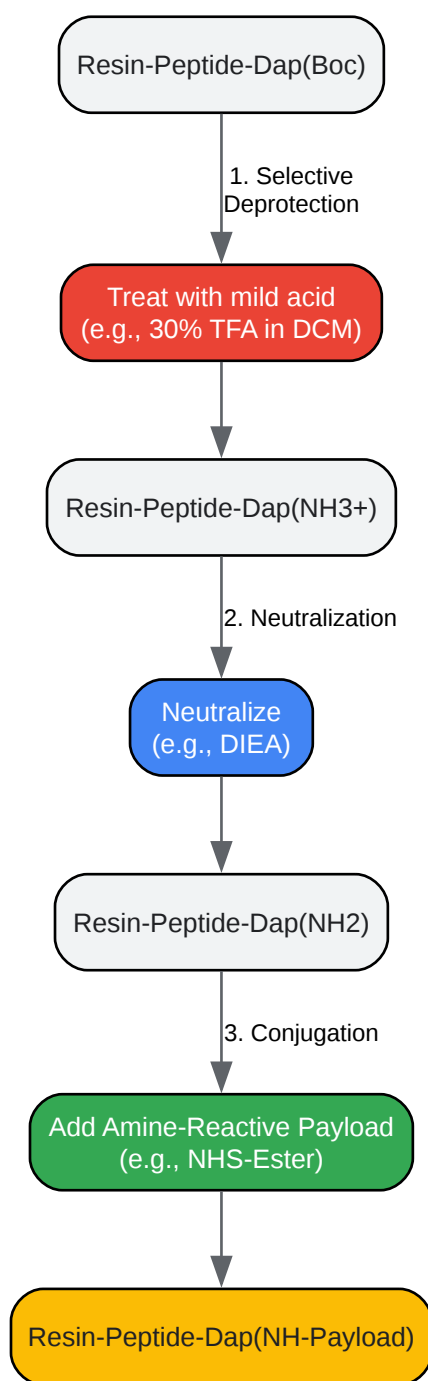 Resin-Peptide-Dap(Boc)
1. Selective
Deprotection
Treat with mild acid
(e.g., 30% TFA in DCM)
Resin-Peptide-Dap(NH3+)
2. Neutralization
Neutralize
(e.g., DIEA)
Resin-Peptide-Dap(NH2)
3. Conjugation
Add Amine-Reactive Payload
(e.g., NHS-Ester)
Resin-Peptide-Dap(NH-Payload)